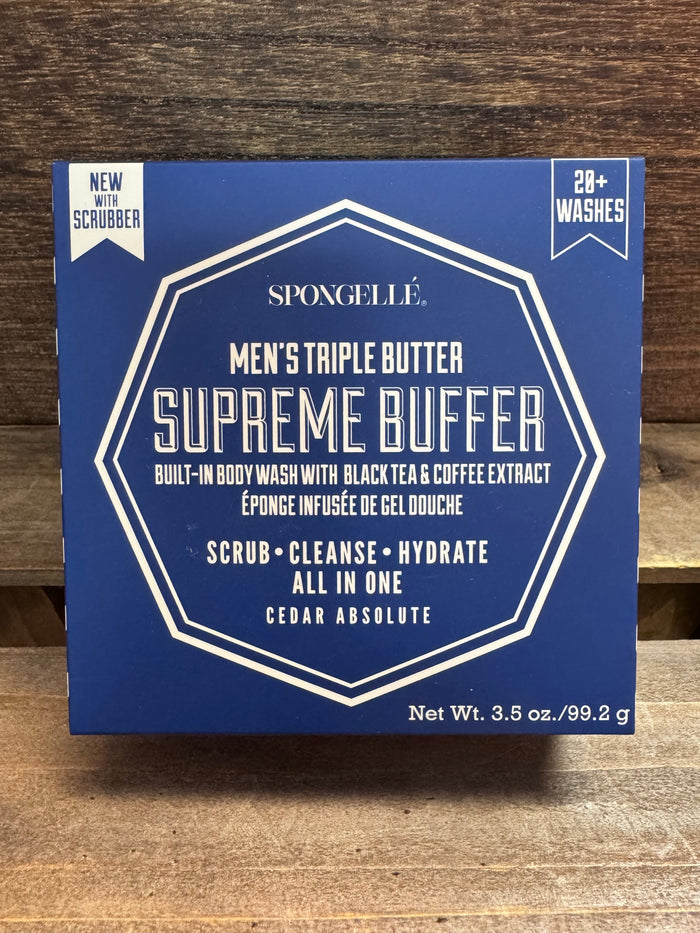 NEW
WITH
SCRUBBER
20+
WASHES
SPONGELLÉ®
MEN'S TRIPLE BUTTER
SUPREME BUFFER
BUILT-IN BODY WASH WITH BLACK TEA & COFFEE EXTRACT
ÉPONGE INFUSÉE DE GEL DOUCHE
SCRUB • CLEANSE • HYDRATE
ALL IN ONE
CEDAR ABSOLUTE
Net Wt. 3.5 oz./99.2 g